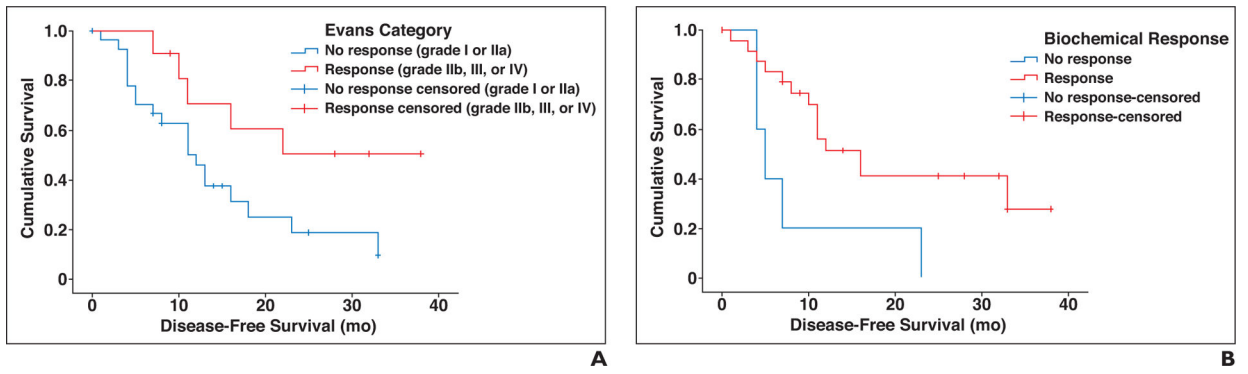 Evans Category
No response (grade I or IIa)
Response (grade IIb, III, or IV)
No response censored (grade I or IIa)
Response censored (grade IIb, III, or IV)
1.0
0.8
0.6
0.4
0.2
0
Cumulative Survival
0 10 20 30 40
Disease-Free Survival (mo)
A
Biochemical Response
No response
Response
No response-censored
Response-censored
1.0
0.8
0.6
0.4
0.2
0
Cumulative Survival
0 10 20 30 40
Disease-Free Survival (mo)
B